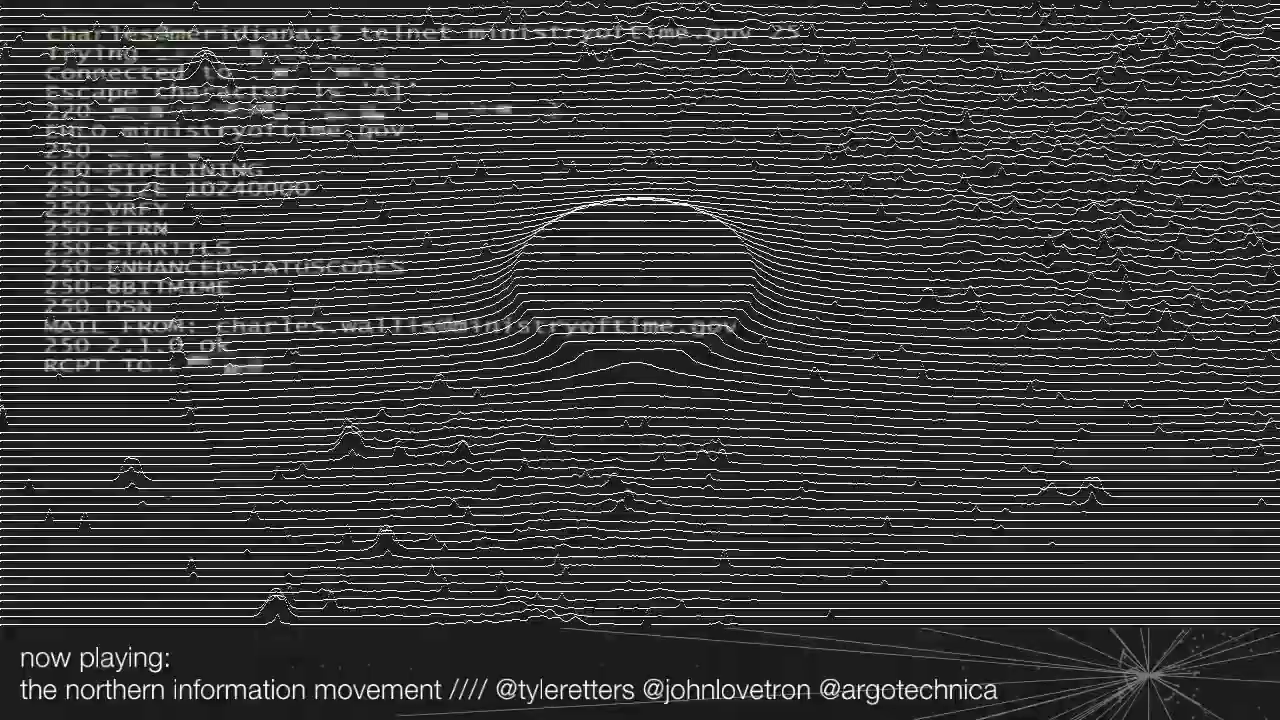 charles@meridiana:$ telnet ministryoftime.gov 25
Trying
Connected to
Escape character is '^]'.
220
EHLO ministryoftime.gov
250
250-PIPELINING
250-SIZE 10240000
250-VRFY
250-ETRN
250-STARTTLS
250-ENHANCEDSTATUSCODES
250-8BITMIME
250 DSN
MAIL FROM: charles.wallis@ministryoftime.gov
250 2.1.0 Ok
RCPT TO:
now playing:
the northern information movement //// @tyleretters @johnlovetron @argotechnica